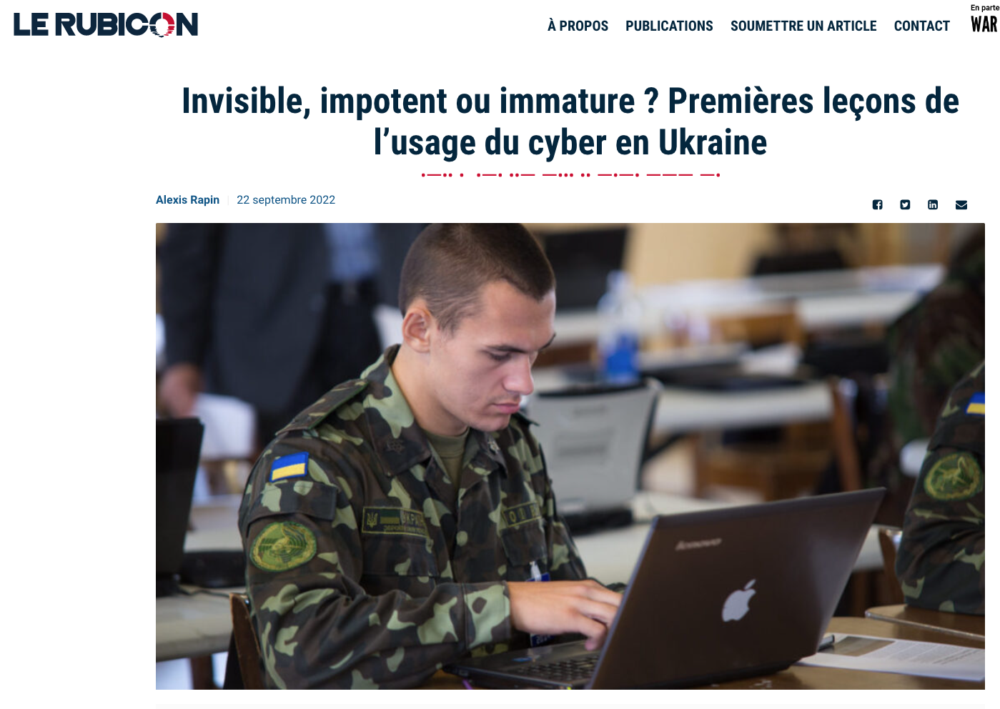 LE RUBICON
À PROPOS
PUBLICATIONS
SOUMETTRE UN ARTICLE
CONTACT
En parte
WAR
Invisible, impotent ou immature ? Premières leçons de
l’usage du cyber en Ukraine
Alexis Rapin
22 septembre 2022
lenovo